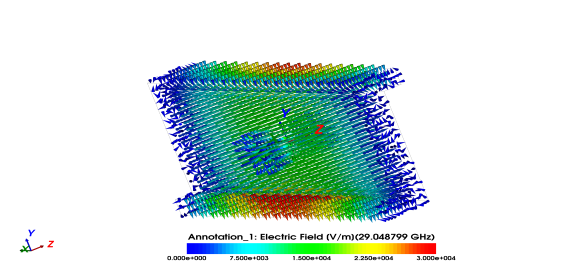 Y
Z
Annotation_1: Electric Field (V/m)(29.048799 GHz)
Y
X Z
0.000e+000 7.500e+003 1.500e+004 2.250e+004 3.000e+004